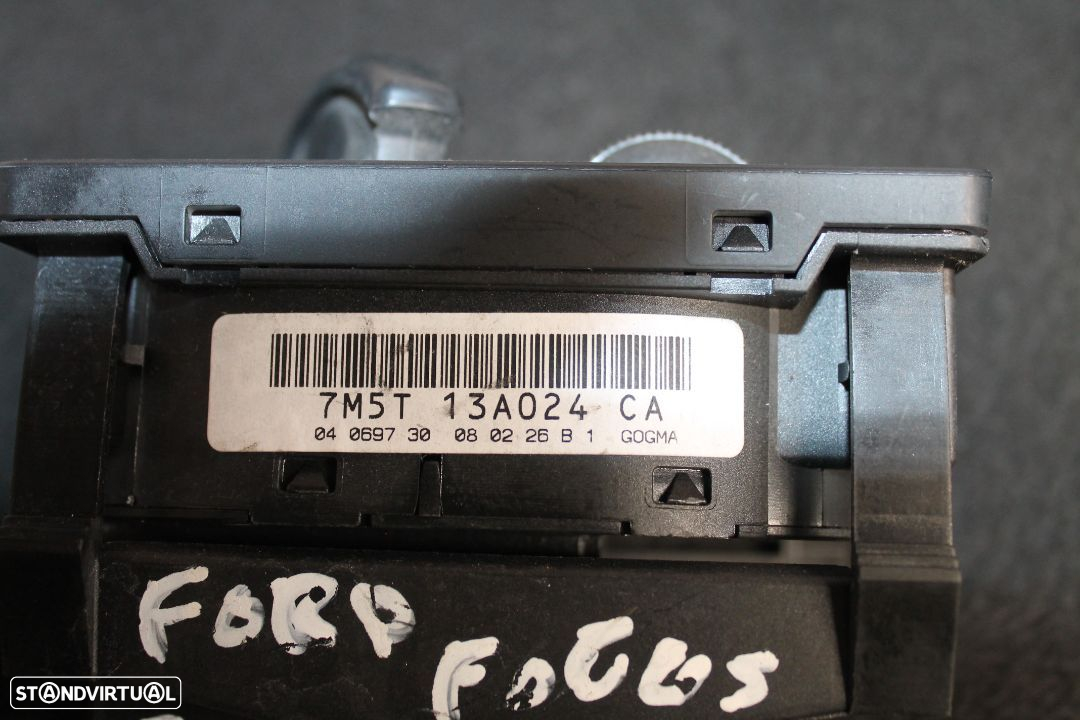 7M5T 13A024 CA
04 0697 30 08 02 26 B 1 GOGMA
FORD
FOCUS
STANDVIRTUAL